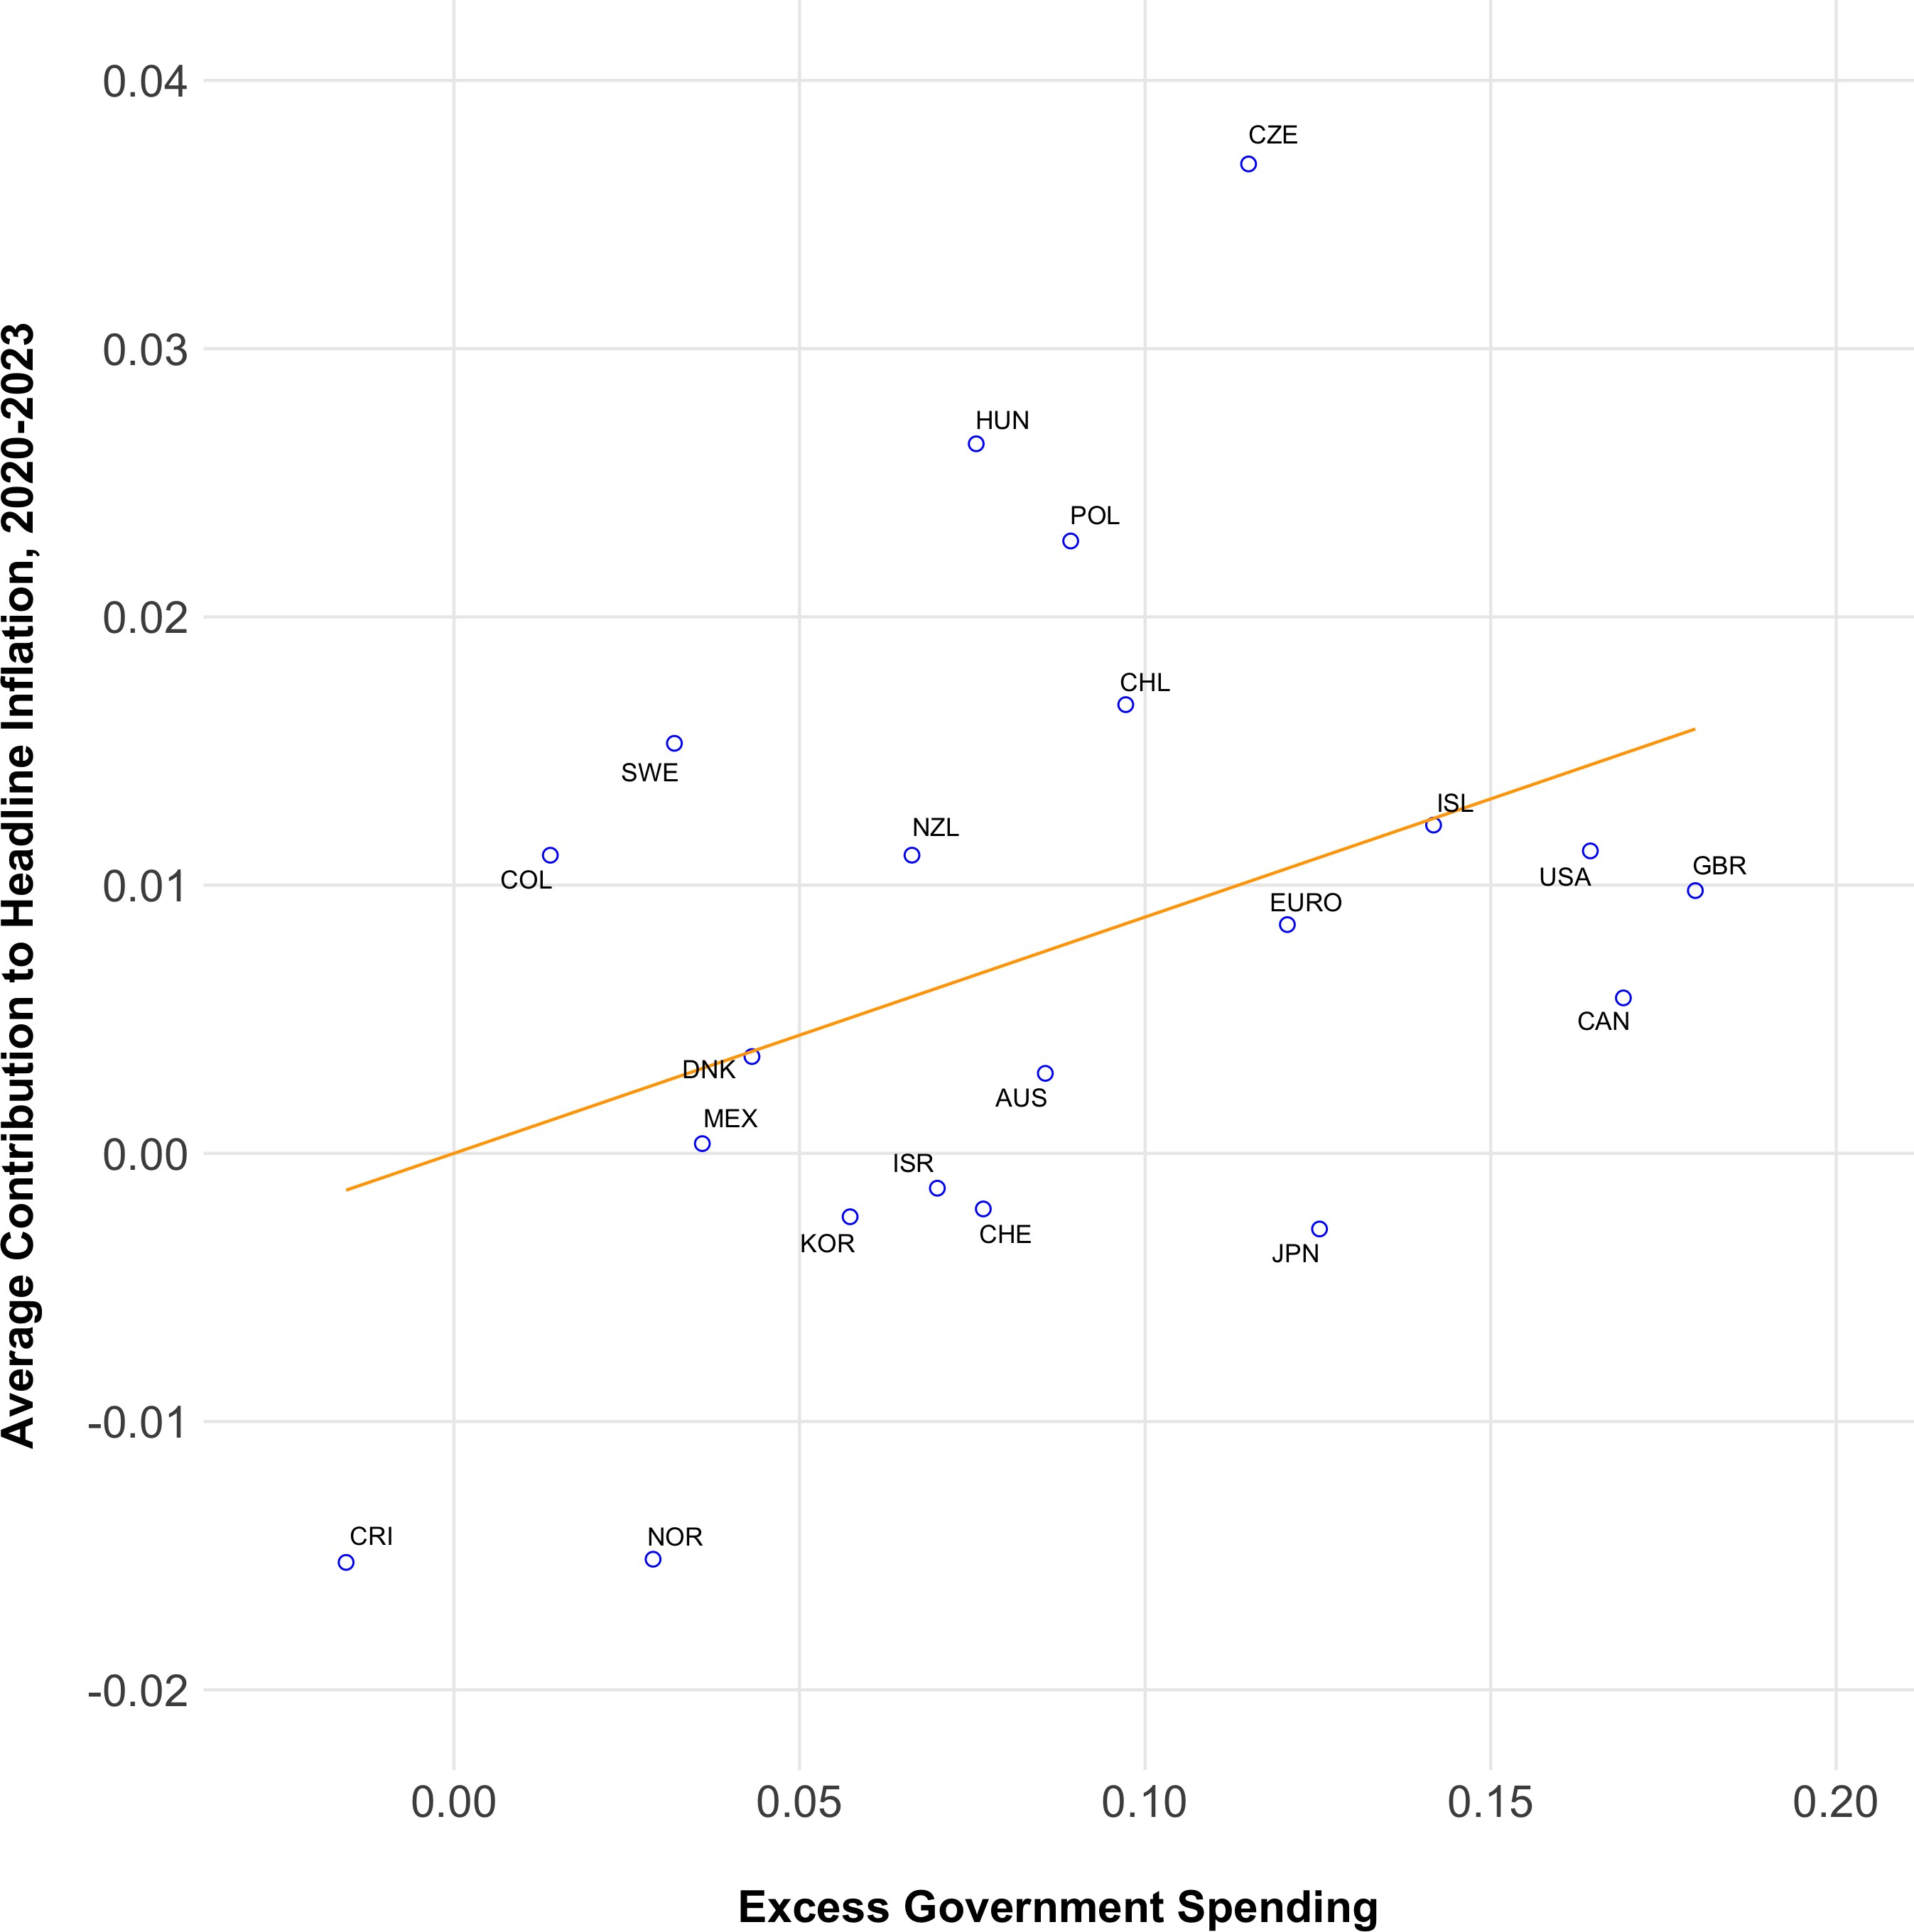 0.04
CZE
0.03
HUN
POL
0.02
CHL
SWE
ISL
NZL
USA
GBR
COL
0.01
EURO
CAN
DNK
AUS
MEX
0.00
ISR
KOR
CHE
JPN
-0.01
CRI
NOR
-0.02
Average Contribution to Headline Inflation, 2020-2023
0.00 0.05 0.10 0.15 0.20
Excess Government Spending